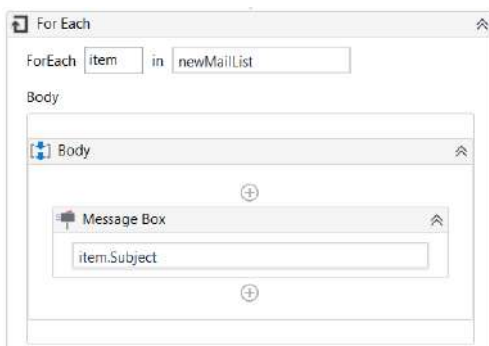 For Each
ForEach item in newMailList
Body
Body
Message Box
item.Subject